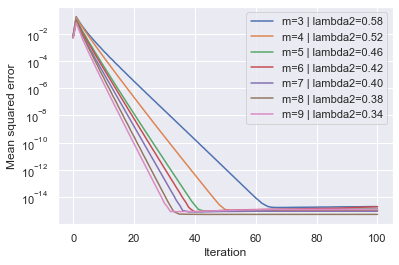 Mean squared error
10⁻²
10⁻⁴
10⁻⁶
10⁻⁸
10⁻¹⁰
10⁻¹²
10⁻¹⁴
m=3 | lambda2=0.58
m=4 | lambda2=0.52
m=5 | lambda2=0.46
m=6 | lambda2=0.42
m=7 | lambda2=0.40
m=8 | lambda2=0.38
m=9 | lambda2=0.34
0 20 40 60 80 100
Iteration